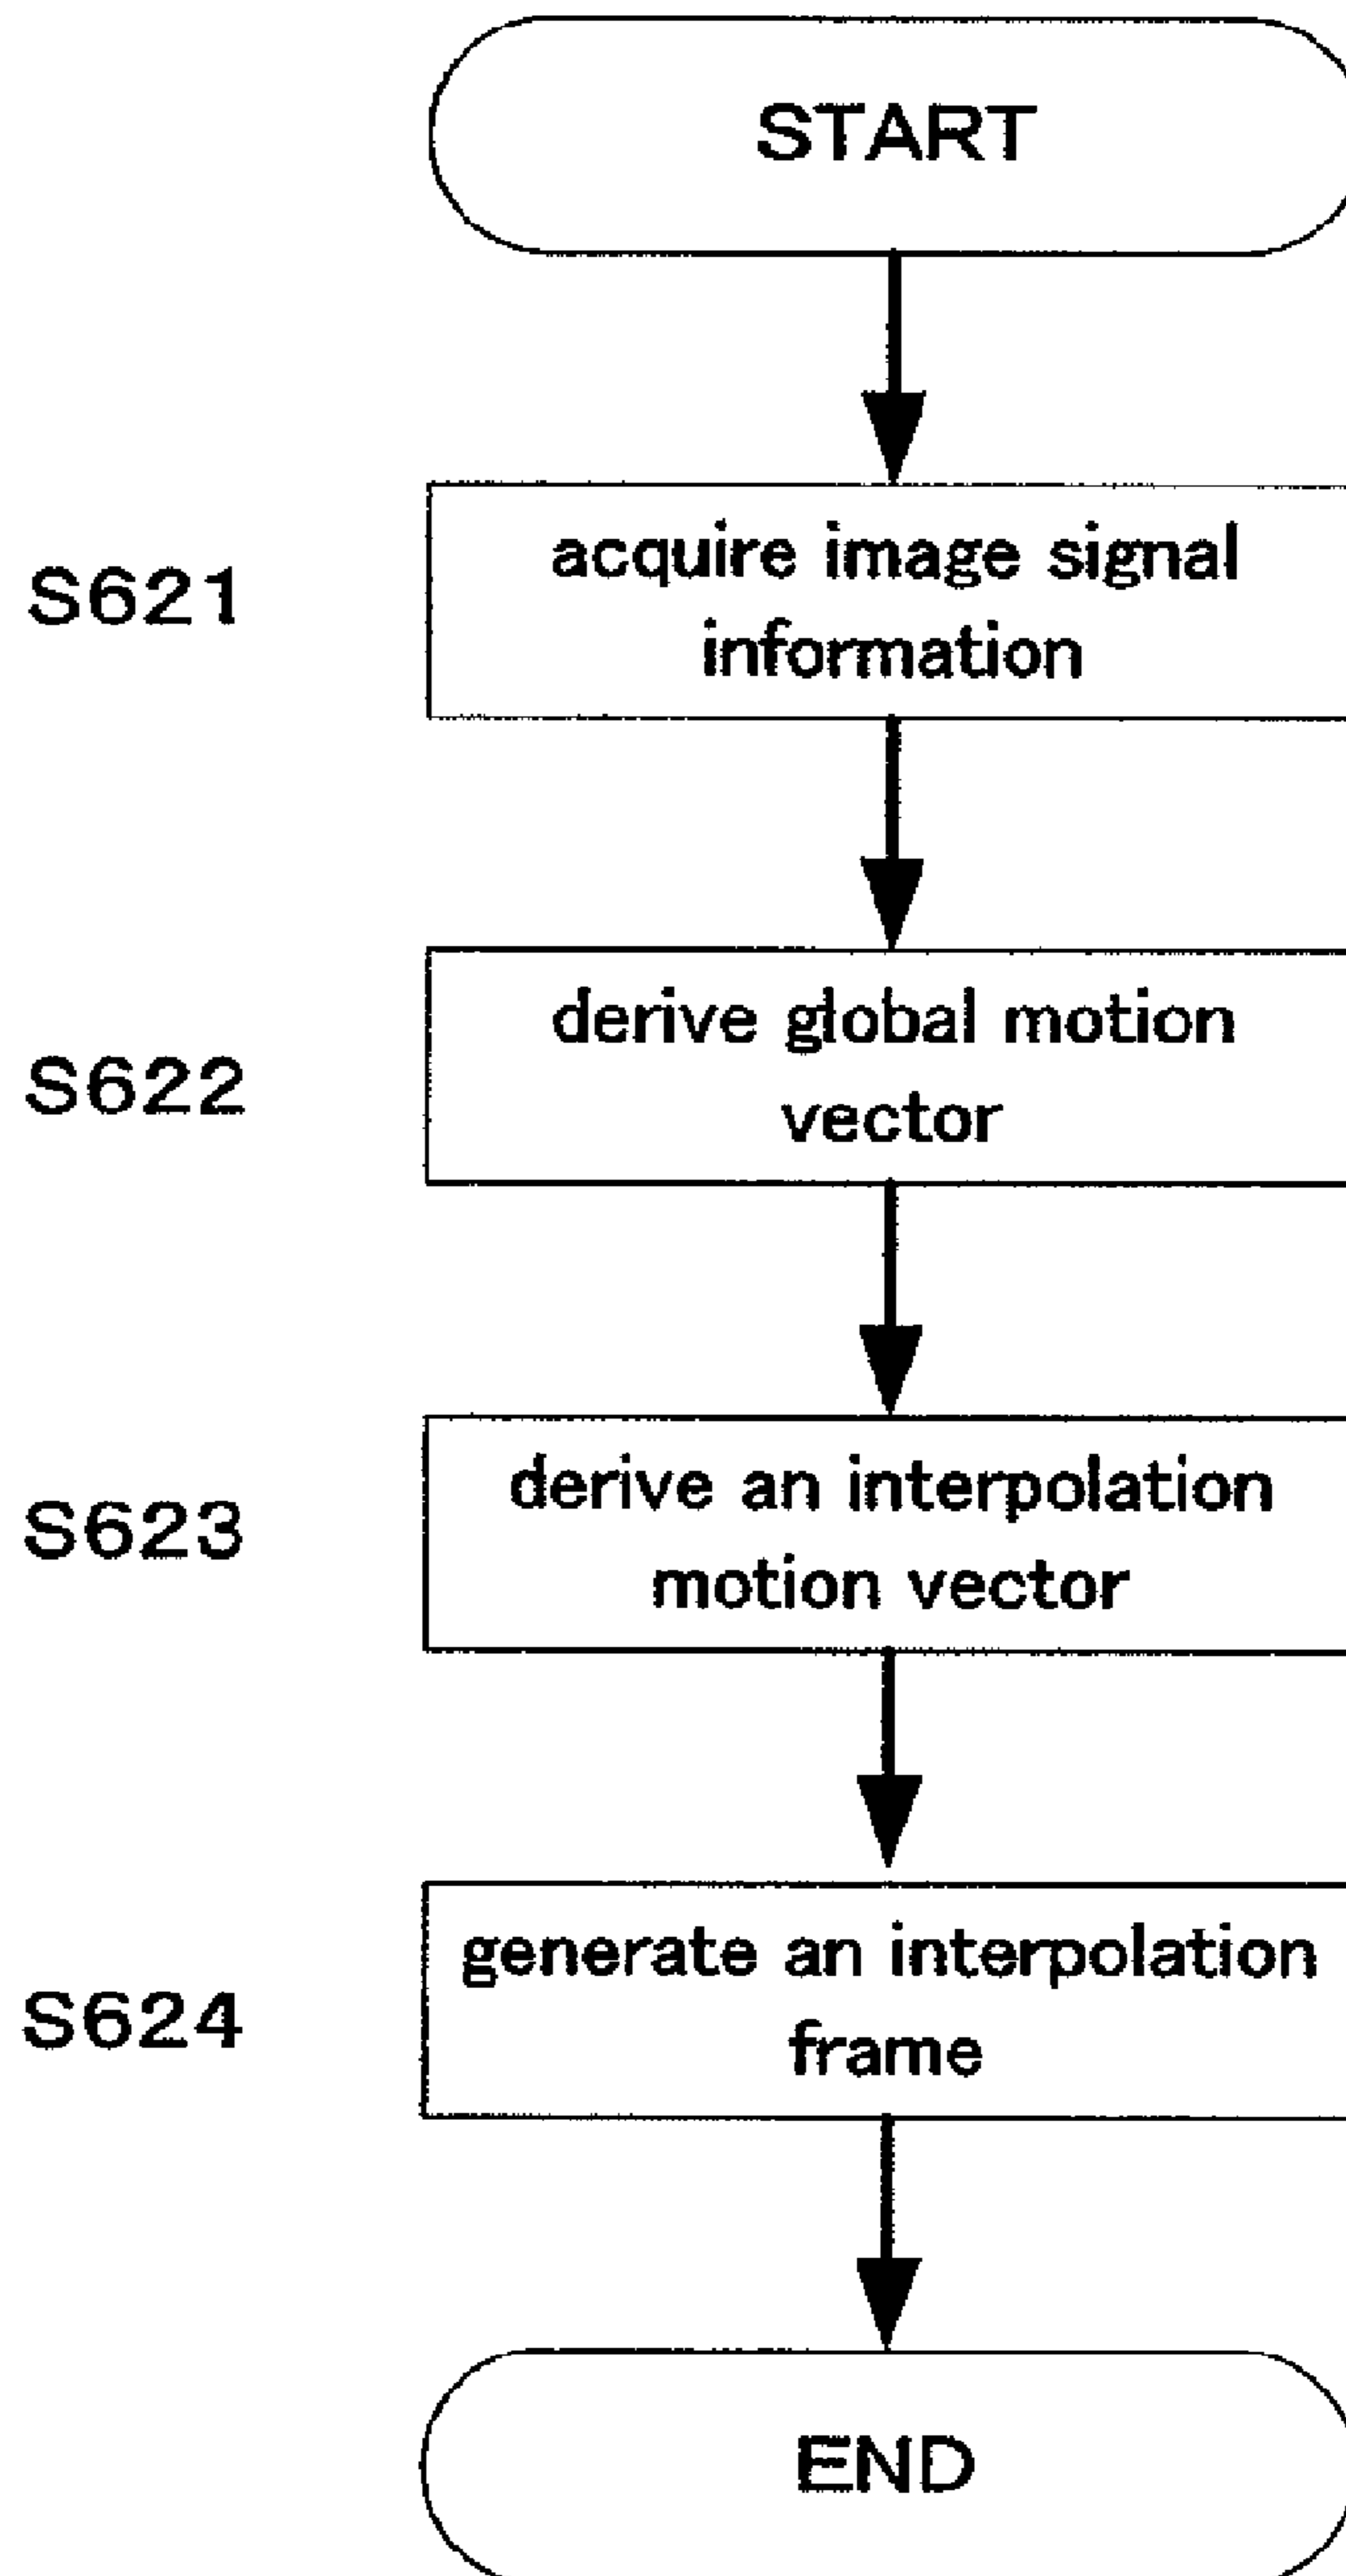 START
S621
acquire image signal
information
S622
derive global motion
vector
S623
derive an interpolation
motion vector
S624
generate an interpolation
frame
END